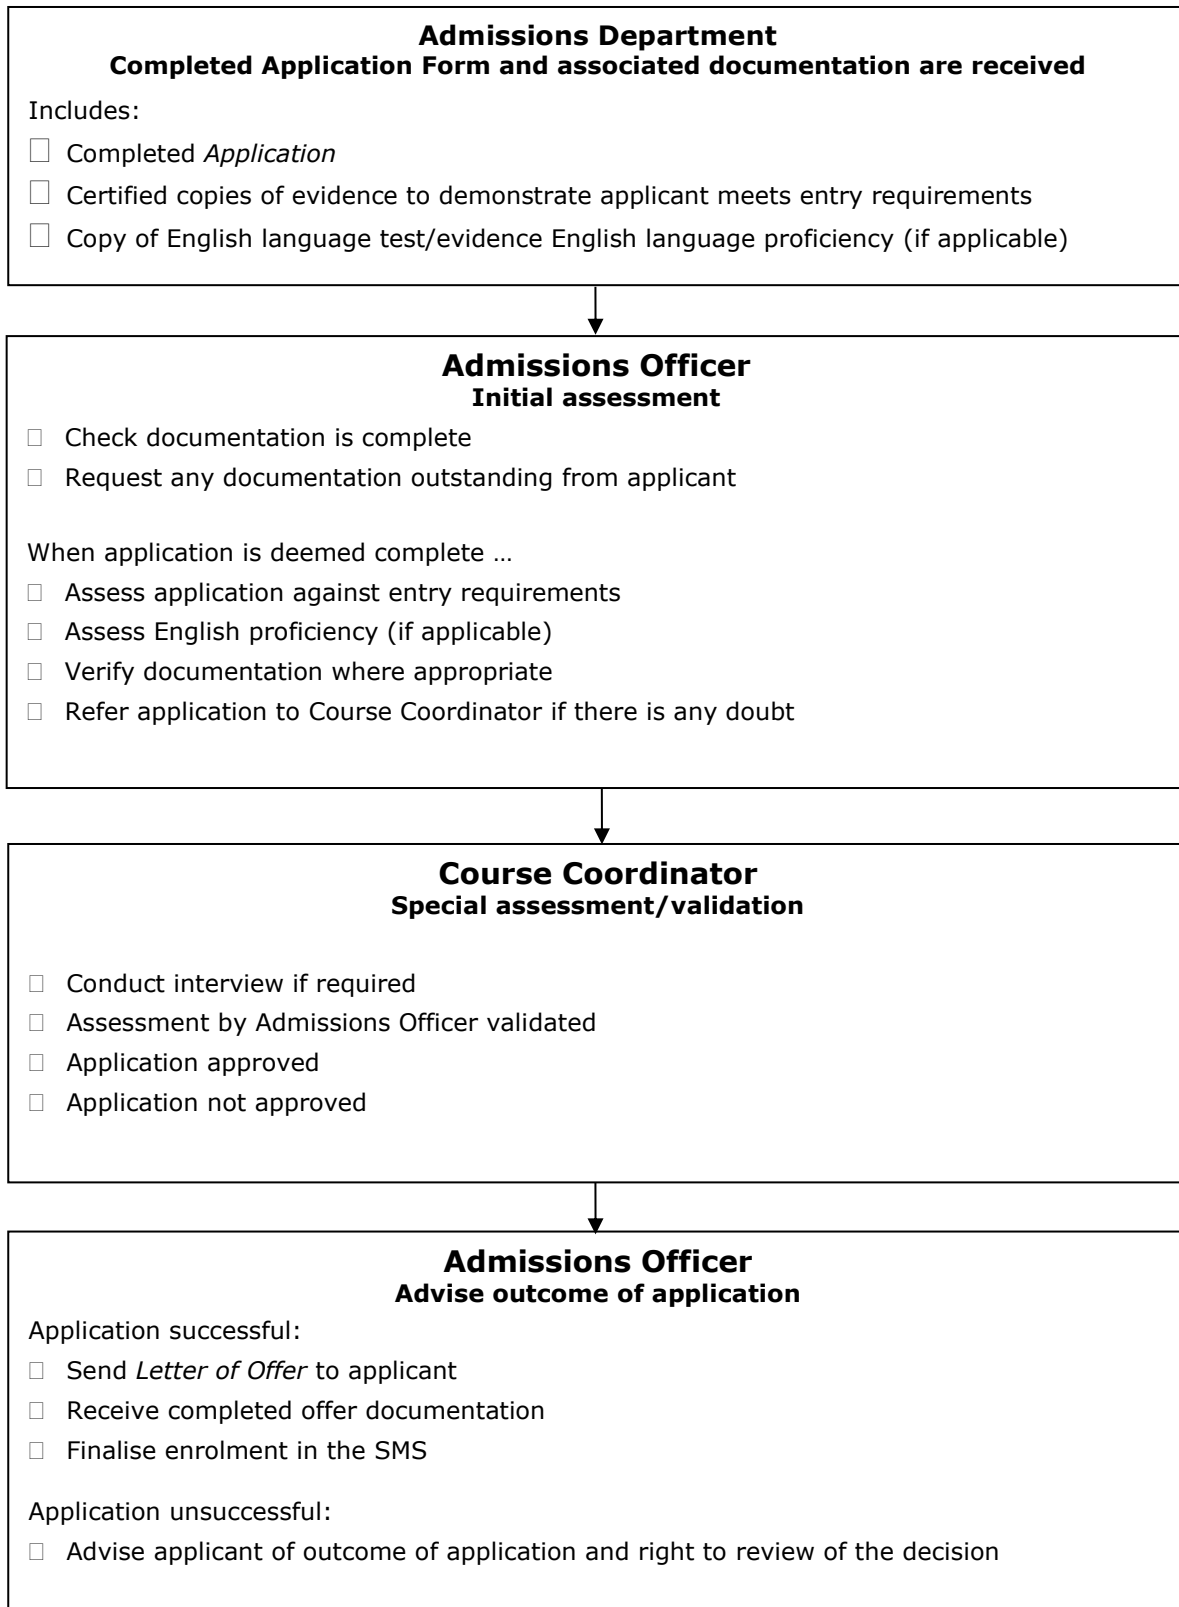 Admissions Department
Completed Application Form and associated documentation are received
Includes:
☐ Completed Application
☐ Certified copies of evidence to demonstrate applicant meets entry requirements
☐ Copy of English language test/evidence English language proficiency (if applicable)
Admissions Officer
Initial assessment
☐ Check documentation is complete
☐ Request any documentation outstanding from applicant
When application is deemed complete …
☐ Assess application against entry requirements
☐ Assess English proficiency (if applicable)
☐ Verify documentation where appropriate
☐ Refer application to Course Coordinator if there is any doubt
Course Coordinator
Special assessment/validation
☐ Conduct interview if required
☐ Assessment by Admissions Officer validated
☐ Application approved
☐ Application not approved
Admissions Officer
Advise outcome of application
Application successful:
☐ Send Letter of Offer to applicant
☐ Receive completed offer documentation
☐ Finalise enrolment in the SMS
Application unsuccessful:
☐ Advise applicant of outcome of application and right to review of the decision